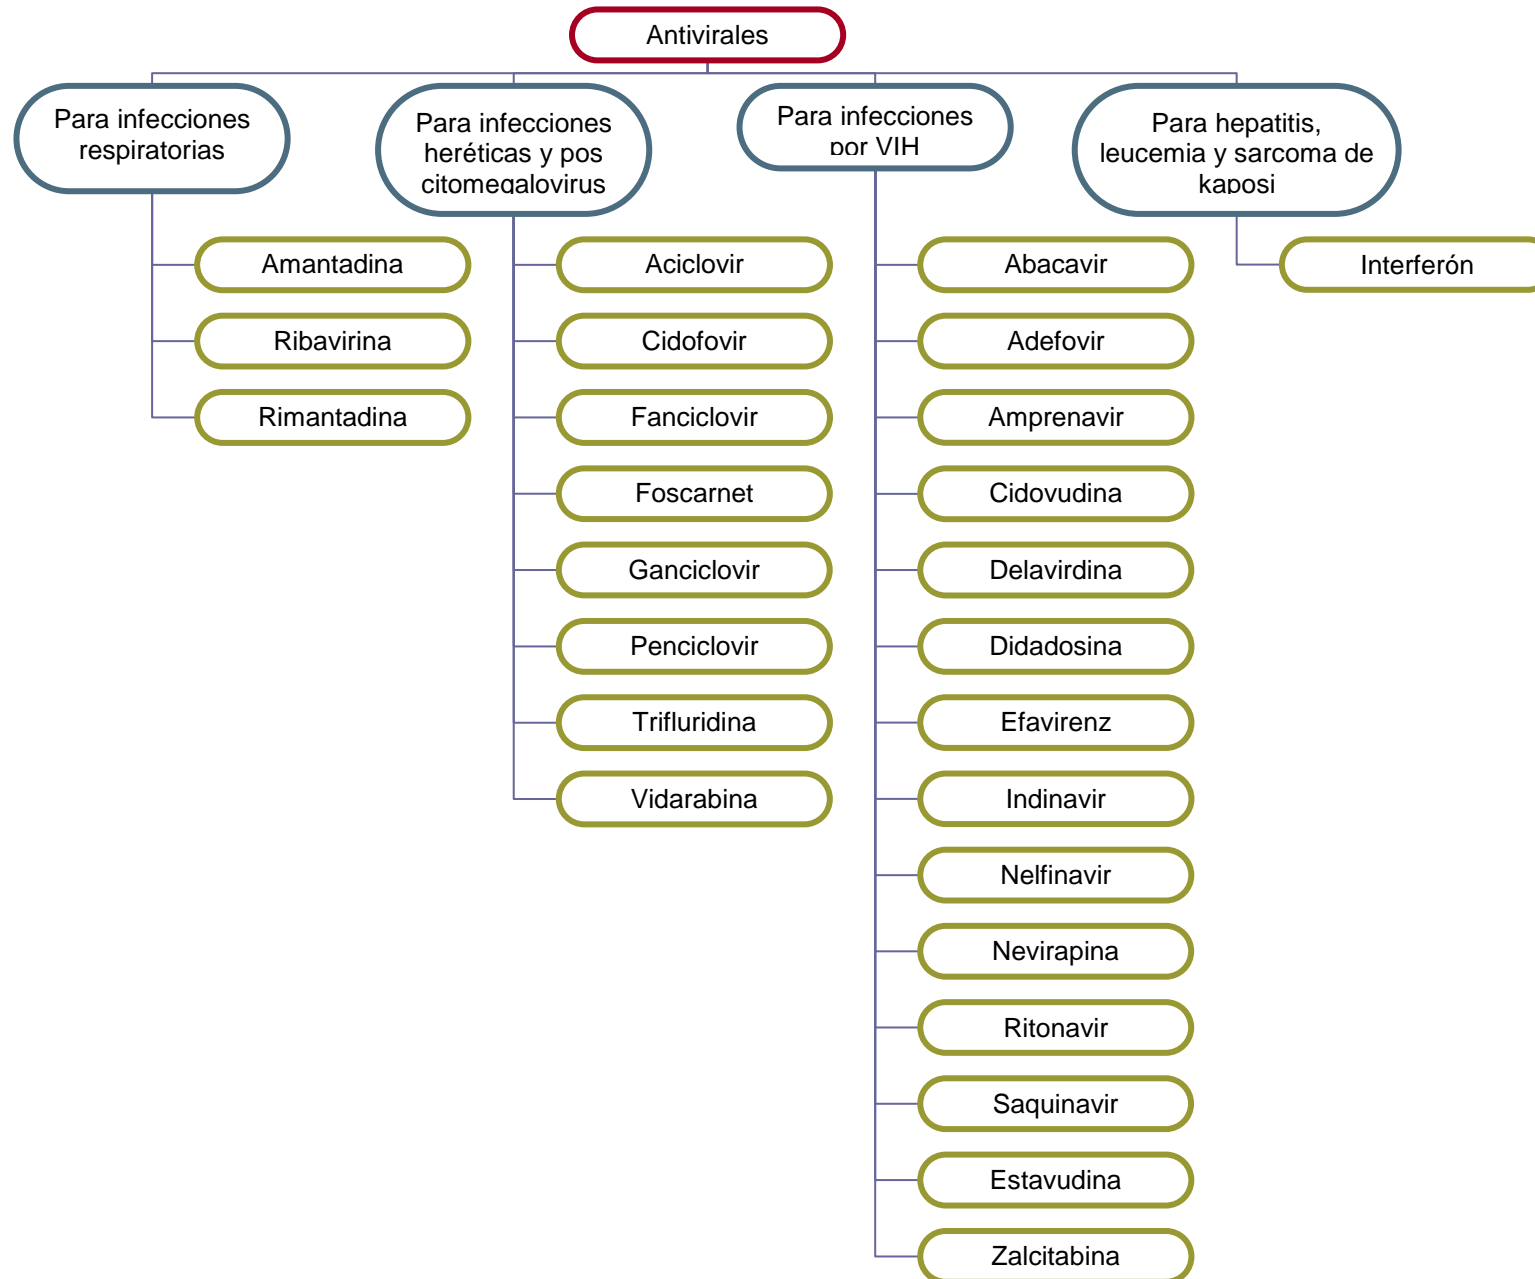 Antivirales
Para infecciones
respiratorias
Amantadina
Ribavirina
Rimantadina
Para infecciones
heréticas y pos
citomegalovirus
Aciclovir
Cidofovir
Fanciclovir
Foscarnet
Ganciclovir
Penciclovir
Trifluridina
Vidarabina
Para infecciones
por VIH
Abacavir
Adefovir
Amprenavir
Cidovudina
Delavirdina
Didadosina
Efavirenz
Indinavir
Nelfinavir
Nevirapina
Ritonavir
Saquinavir
Estavudina
Zalcitabina
Para hepatitis,
leucemia y sarcoma de
kaposi
Interferón